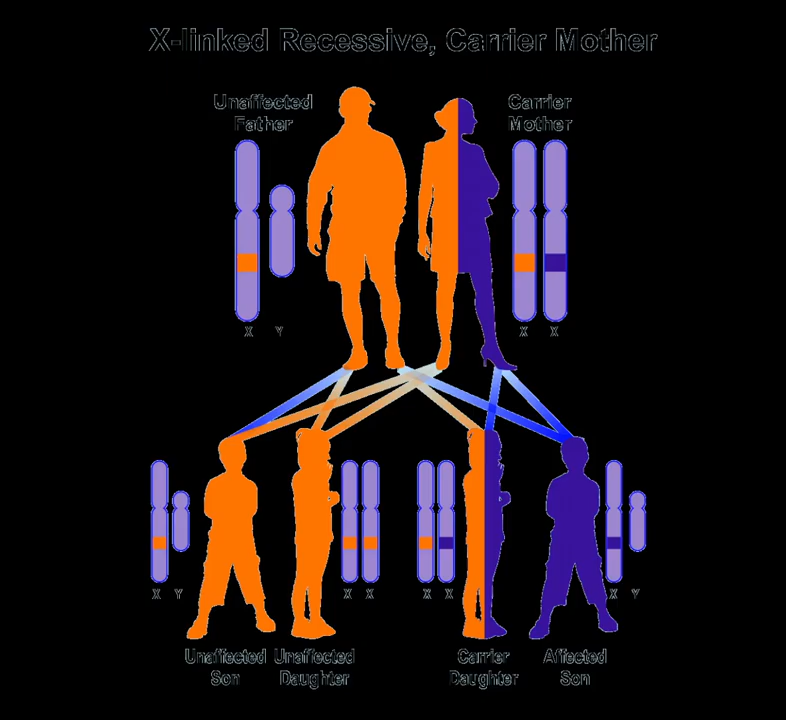 X-linked Recessive, Carrier Mother
Unaffected
Father
Carrier
Mother
X Y
X X
X Y
X X
X X
X Y
Unaffected
Son
Unaffected
Daughter
Carrier
Daughter
Affected
Son